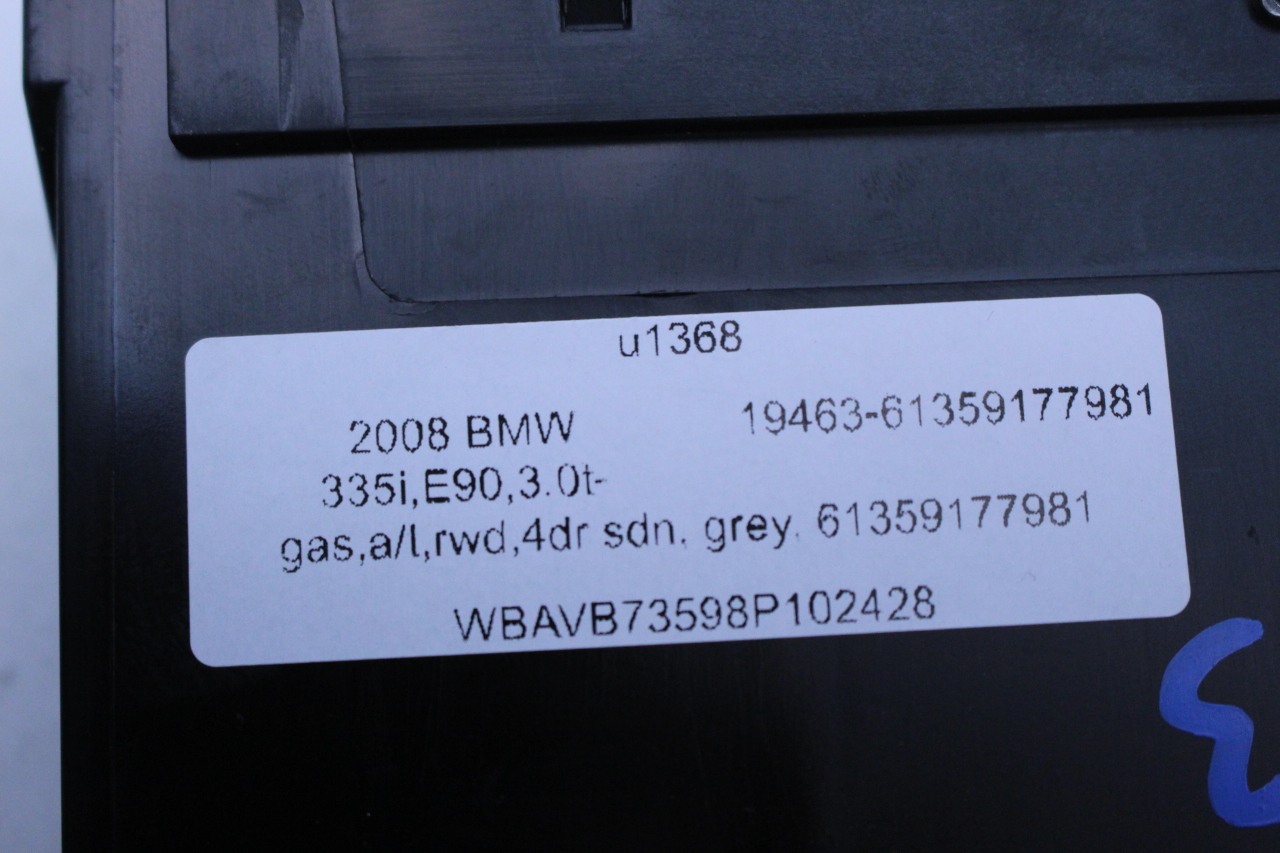 u1368
2008 BMW
19463-61359177981
335i,E90,3.0t-
gas,a/l,rwd,4dr sdn, grey, 61359177981
WBAVB73598P102428